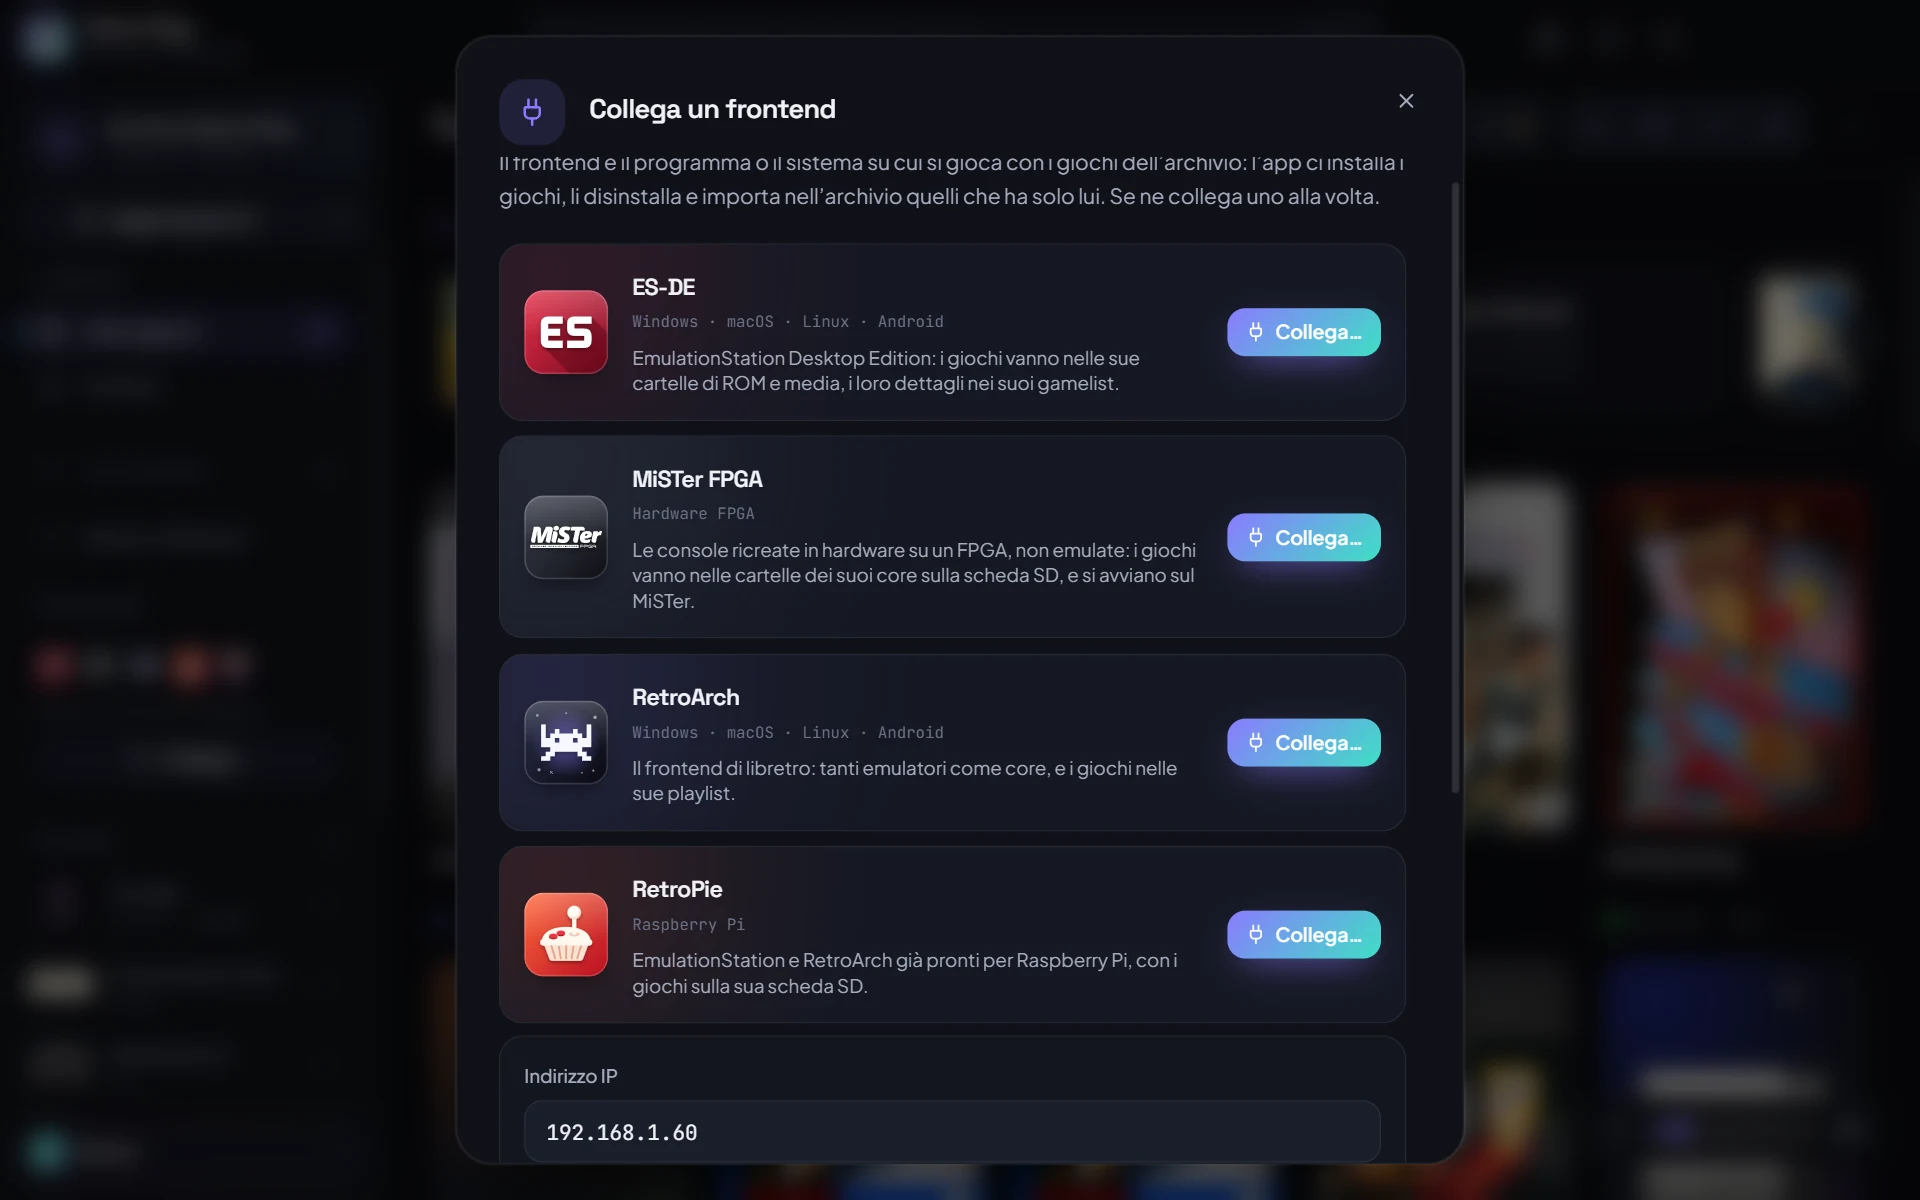 Collega un frontend
Il frontend è il programma o il sistema su cui si gioca con i giochi dell'archivio: l'app ci installa i
giochi, li disinstalla e importa nell'archivio quelli che ha solo lui. Se ne collega uno alla volta.
ES
ES-DE
Windows · macOS · Linux · Android
EmulationStation Desktop Edition: i giochi vanno nelle sue
cartelle di ROM e media, i loro dettagli nei suoi gamelist.
Collega…
MiSTer
FPGA
MiSTer FPGA
Hardware FPGA
Le console ricreate in hardware su un FPGA, non emulate: i giochi
vanno nelle cartelle dei suoi core sulla scheda SD, e si avviano sul
MiSTer.
Collega…
RetroArch
Windows · macOS · Linux · Android
Il frontend di libretro: tanti emulatori come core, e i giochi nelle
sue playlist.
Collega…
RetroPie
Raspberry Pi
EmulationStation e RetroArch già pronti per Raspberry Pi, con i
giochi sulla sua scheda SD.
Collega…
Indirizzo IP
192.168.1.60